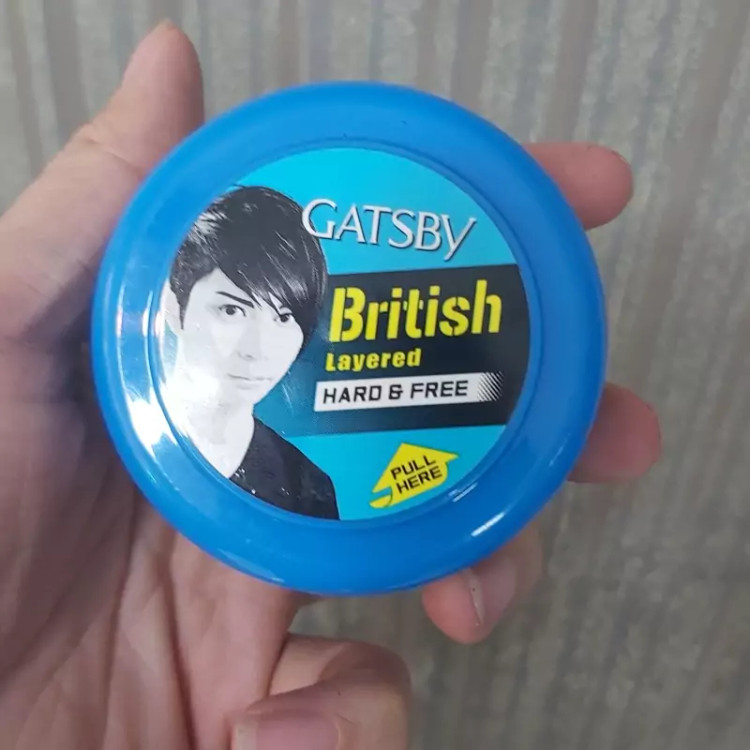 GATSBY
British
Layered
HARD & FREE
PULL
HERE